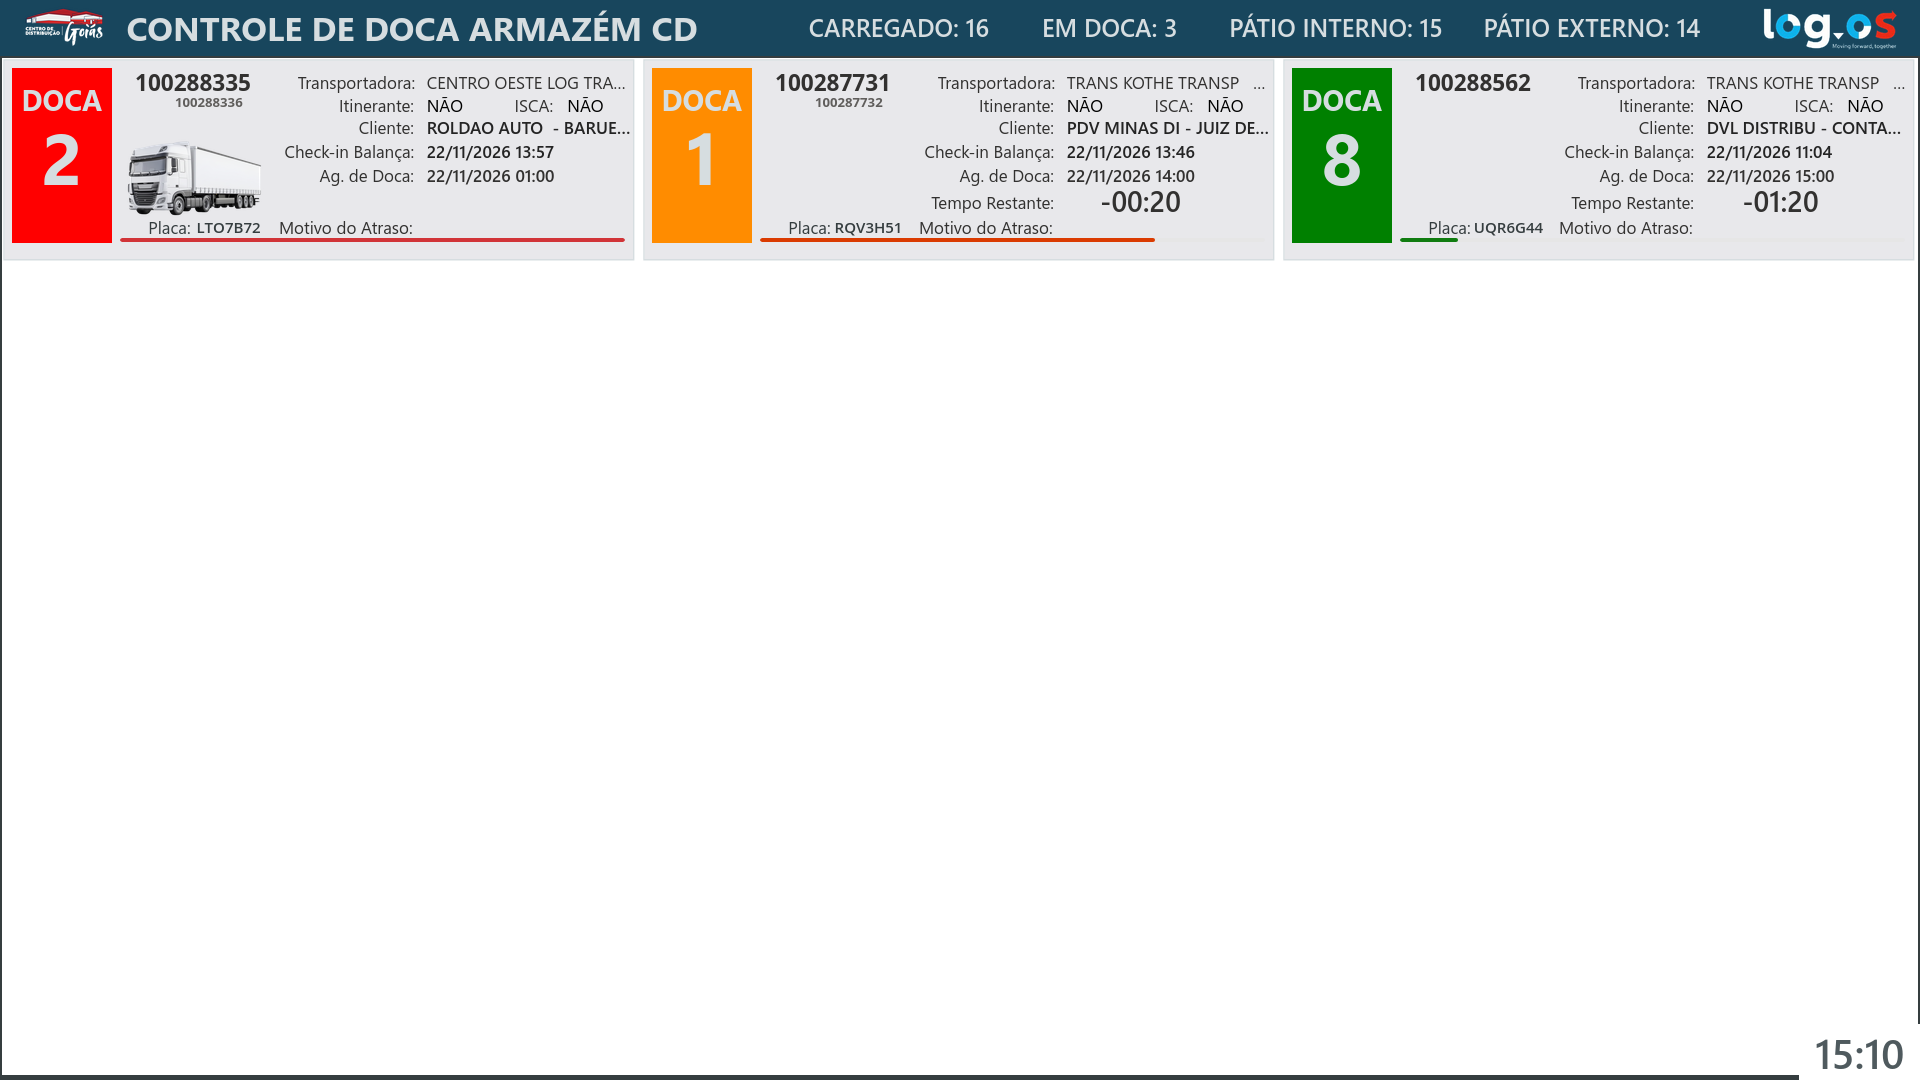 CENTRO DE DISTRIBUIÇÃO Goiás
CONTROLE DE DOCA ARMAZÉM CD
CARREGADO: 16 EM DOCA: 3 PÁTIO INTERNO: 15 PÁTIO EXTERNO: 14
log.os
Moving forward, together
DOCA
2
100288335
100288336
Transportadora: CENTRO OESTE LOG TRA...
Itinerante: NÃO ISCA: NÃO
Cliente: ROLDAO AUTO - BARUE...
Check-in Balança: 22/11/2026 13:57
Ag. de Doca: 22/11/2026 01:00
Placa: LTO7B72 Motivo do Atraso:
DOCA
1
100287731
100287732
Transportadora: TRANS KOTHE TRANSP ...
Itinerante: NÃO ISCA: NÃO
Cliente: PDV MINAS DI - JUIZ DE...
Check-in Balança: 22/11/2026 13:46
Ag. de Doca: 22/11/2026 14:00
Tempo Restante: -00:20
Placa: RQV3H51 Motivo do Atraso:
DOCA
8
100288562
Transportadora: TRANS KOTHE TRANSP ...
Itinerante: NÃO ISCA: NÃO
Cliente: DVL DISTRIBU - CONTA...
Check-in Balança: 22/11/2026 11:04
Ag. de Doca: 22/11/2026 15:00
Tempo Restante: -01:20
Placa: UQR6G44 Motivo do Atraso:
15:10